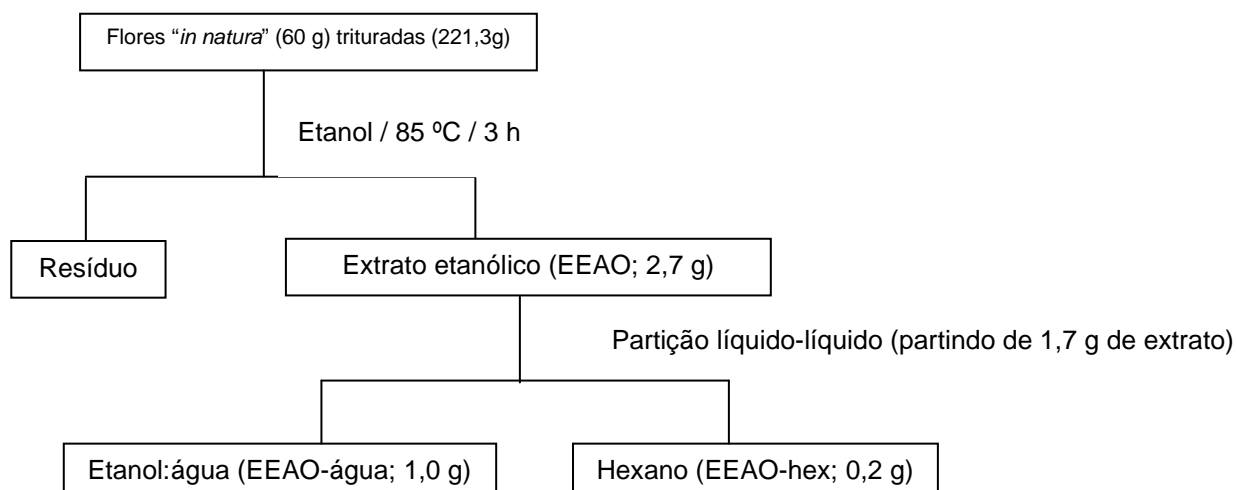 Flores “in natura” (60 g) trituradas (221,3g)
Etanol / 85 ºC / 3 h
Resíduo
Extrato etanólico (EEAO; 2,7 g)
Partição líquido-líquido (partindo de 1,7 g de extrato)
Etanol:água (EEAO-água; 1,0 g)
Hexano (EEAO-hex; 0,2 g)